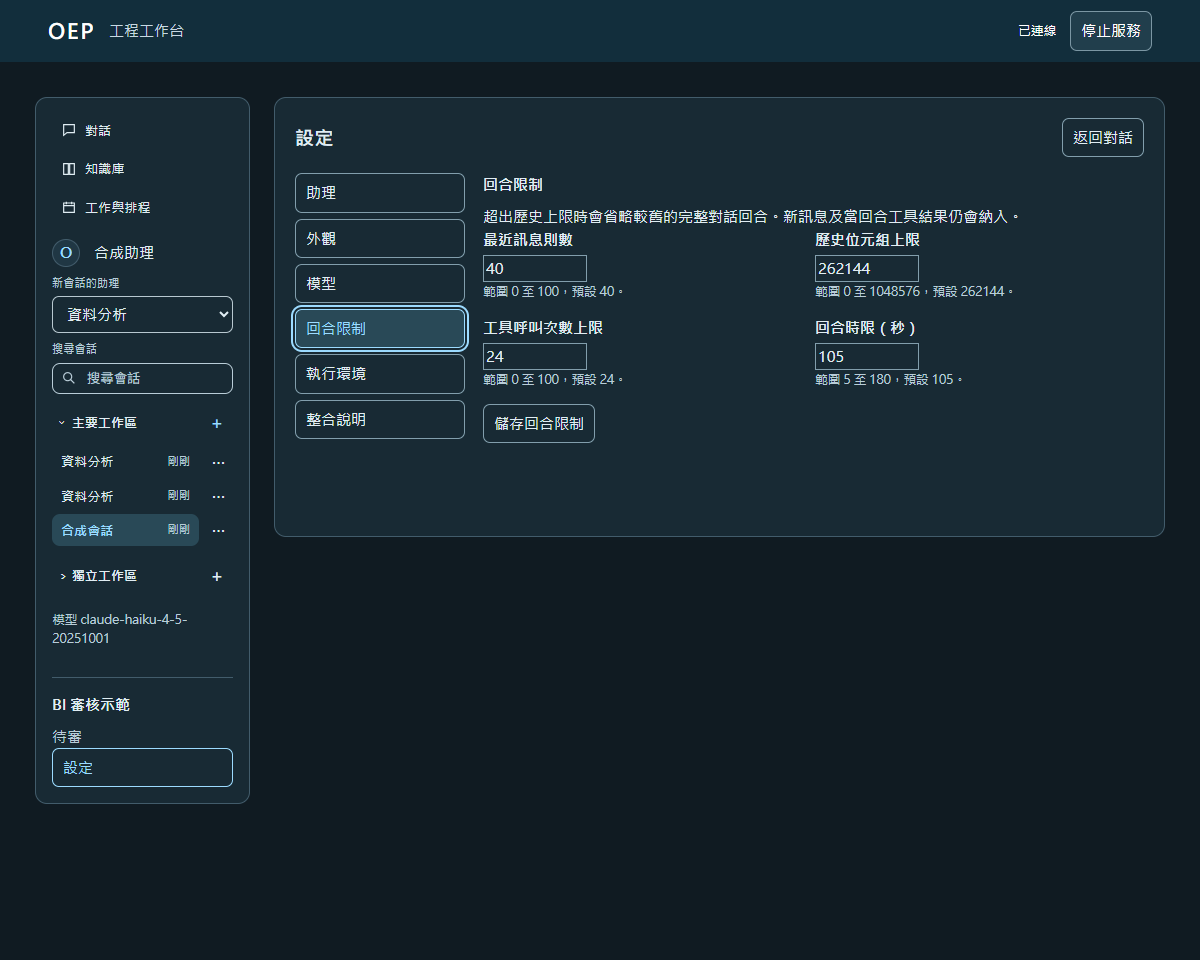 OEP 工程工作台
已連線
停止服務
對話
知識庫
工作與排程
O 合成助理
新會話的助理
資料分析
搜尋會話
搜尋會話
主要工作區 +
資料分析 剛剛 ...
資料分析 剛剛 ...
合成會話 剛剛 ...
> 獨立工作區 +
模型 claude-haiku-4-5-
20251001
BI 審核示範
待審
設定
設定
返回對話
助理
外觀
模型
回合限制
執行環境
整合說明
回合限制
超出歷史上限時會省略較舊的完整對話回合。新訊息及當回合工具結果仍會納入。
最近訊息則數
40
範圍 0 至 100，預設 40。
歷史位元組上限
262144
範圍 0 至 1048576，預設 262144。
工具呼叫次數上限
24
範圍 0 至 100，預設 24。
回合時限（秒）
105
範圍 5 至 180，預設 105。
儲存回合限制